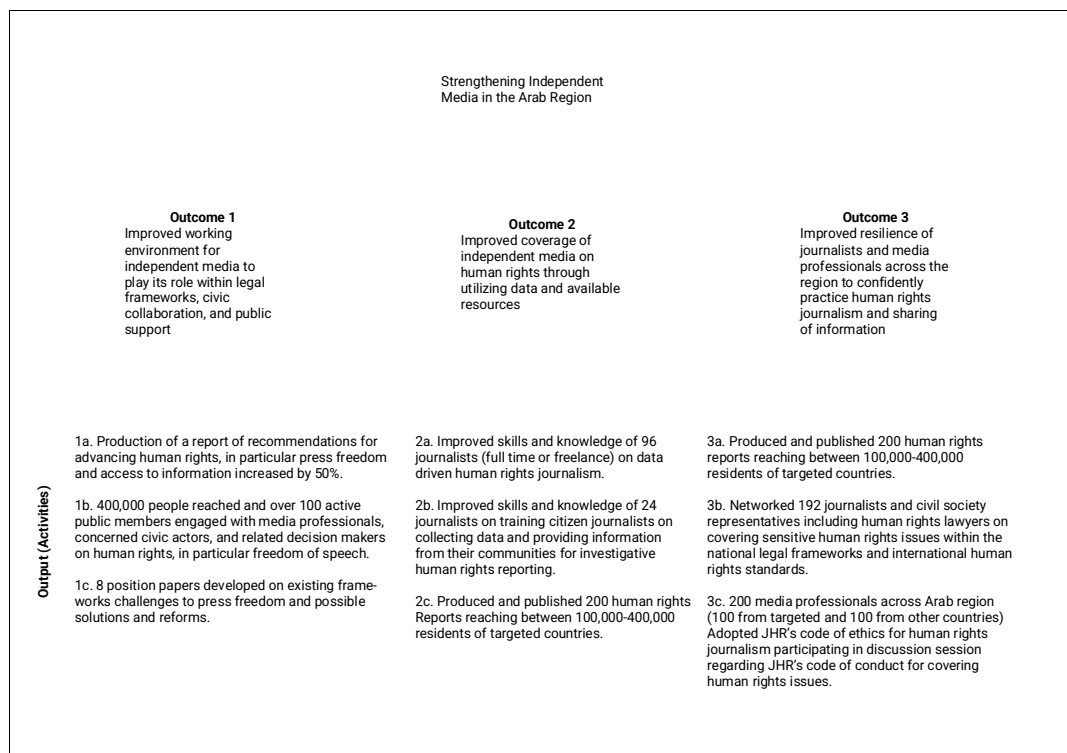 Strengthening Independent
Media in the Arab Region
Outcome 1
Improved working
environment for
independent media to
play its role within legal
frameworks, civic
collaboration, and public
support
Outcome 2
Improved coverage of
independent media on
human rights through
utilizing data and available
resources
Outcome 3
Improved resilience of
journalists and media
professionals across the
region to confidently
practice human rights
journalism and sharing
of information
Output (Activities)
1a. Production of a report of recommendations for
advancing human rights, in particular press freedom
and access to information increased by 50%.
1b. 400,000 people reached and over 100 active
public members engaged with media professionals,
concerned civic actors, and related decision makers
on human rights, in particular freedom of speech.
1c. 8 position papers developed on existing frame-
works challenges to press freedom and possible
solutions and reforms.
2a. Improved skills and knowledge of 96
journalists (full time or freelance) on data
driven human rights journalism.
2b. Improved skills and knowledge of 24
journalists on training citizen journalists on
collecting data and providing information
from their communities for investigative
human rights reporting.
2c. Produced and published 200 human rights
Reports reaching between 100,000-400,000
residents of targeted countries.
3a. Produced and published 200 human rights
reports reaching between 100,000-400,000
residents of targeted countries.
3b. Networked 192 journalists and civil society
representatives including human rights lawyers on
covering sensitive human rights issues within the
national legal frameworks and international human
rights standards.
3c. 200 media professionals across Arab region
(100 from targeted and 100 from other countries)
Adopted JHR's code of ethics for human rights
journalism participating in discussion session
regarding JHR's code of conduct for covering
human rights issues.